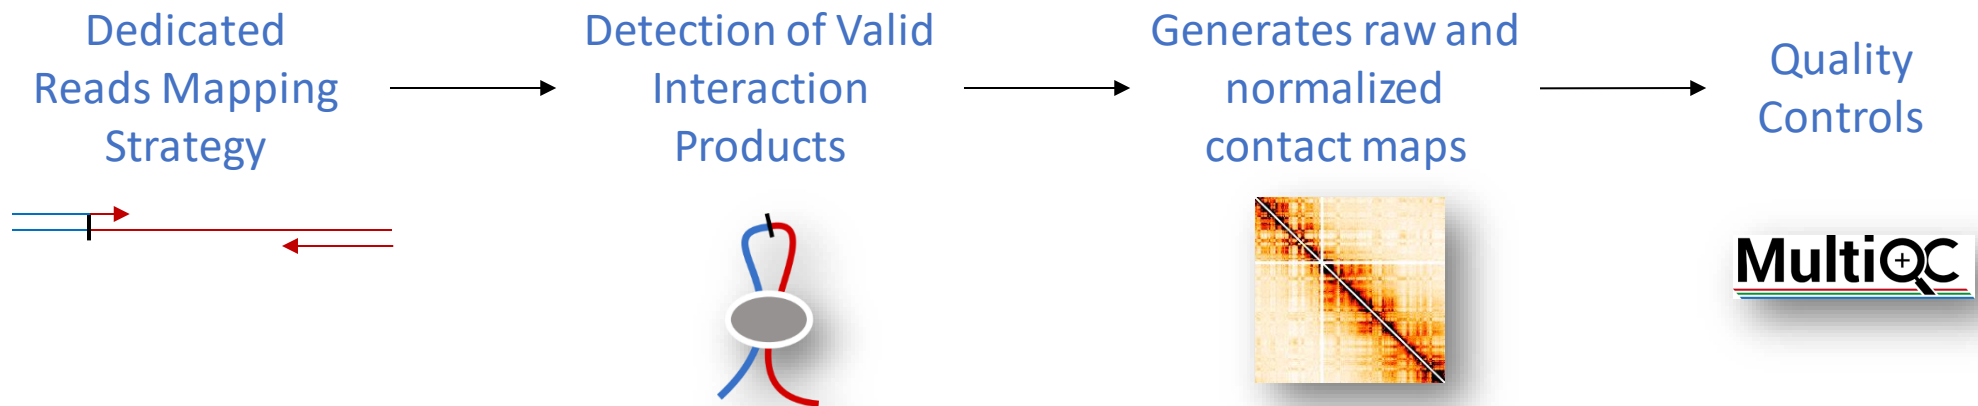 Dedicated
Reads Mapping
Strategy
Detection of Valid
Interaction
Products
Generates raw and
normalized
contact maps
Quality
Controls
MultiQC